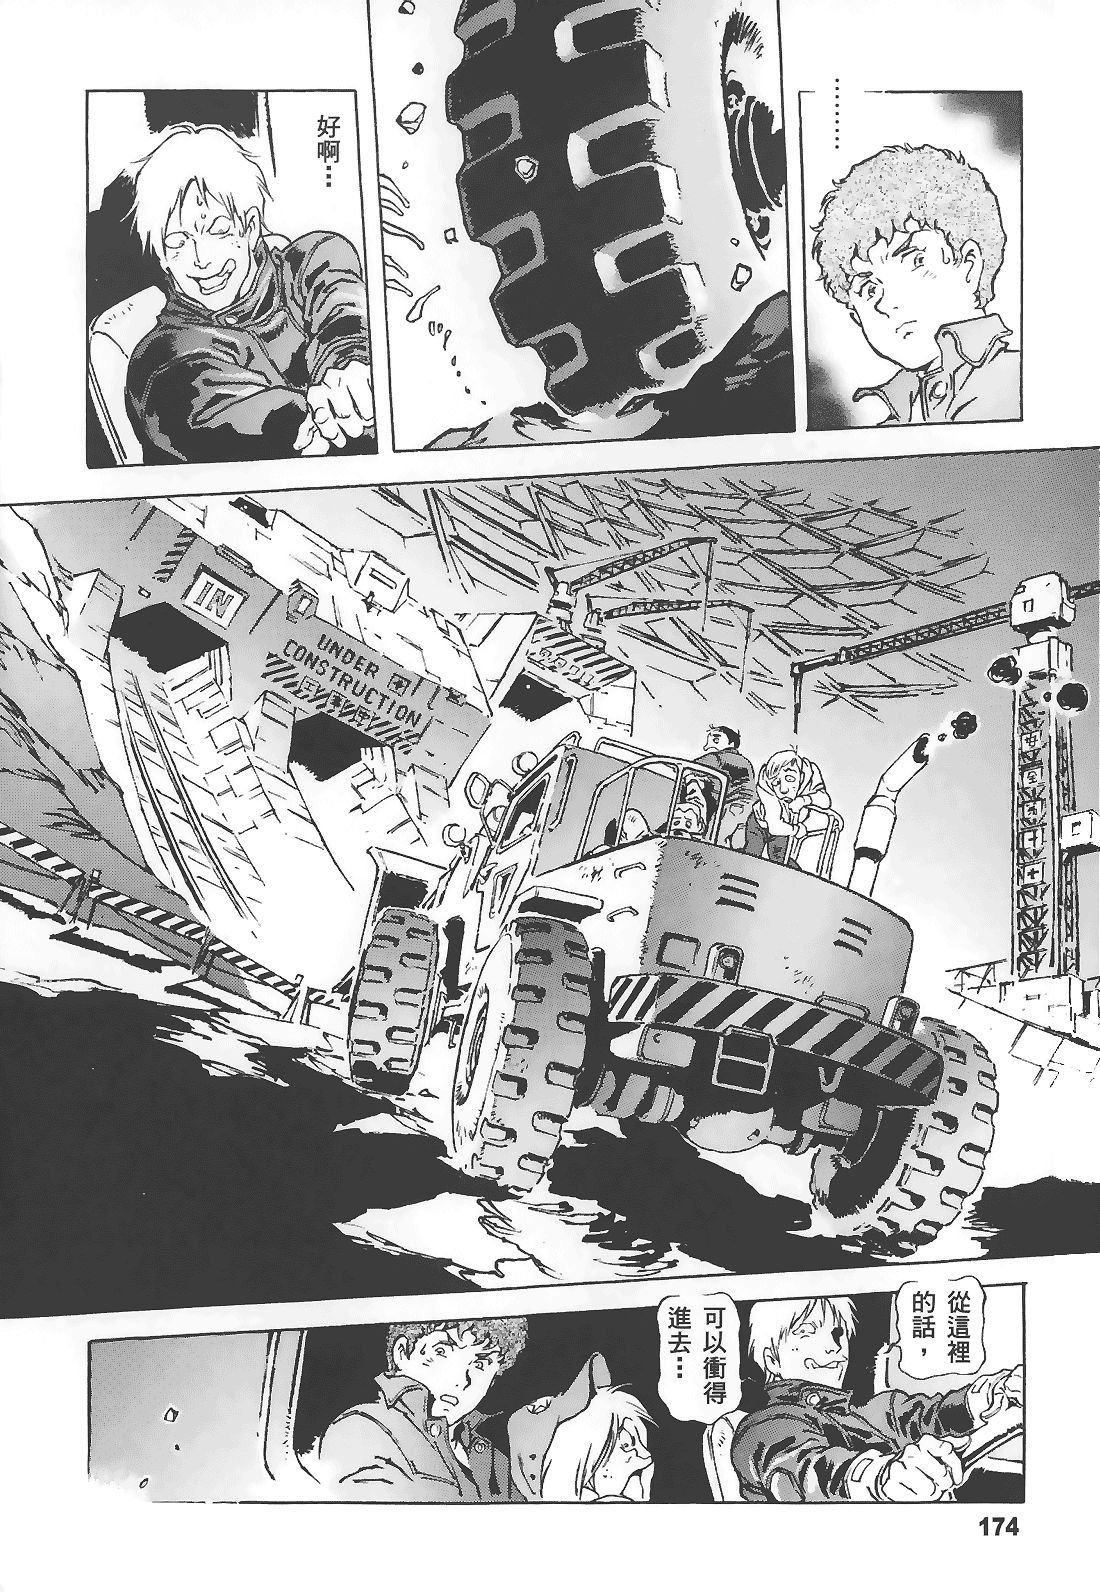 ………
好啊…
IN
UNDER
CONSTRUCTION
從這裡
的話，
可以衝得
進去…
174